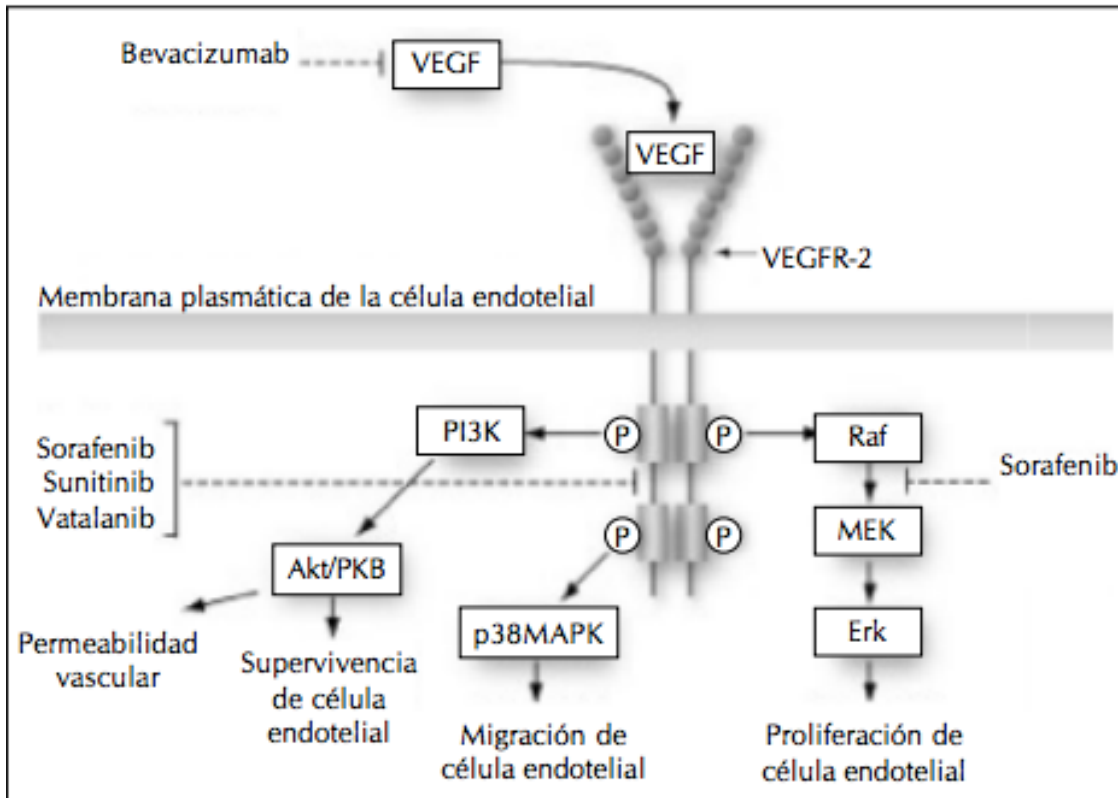 Bevacizumab
VEGF
VEGF
VEGFR-2
Membrana plasmática de la célula endotelial
PI3K
P
P
Raf
Sorafenib
Sunitinib
Vatalanib
Sorafenib
P
P
MEK
Akt/PKB
p38MAPK
Erk
Permeabilidad
vascular
Supervivencia
de célula
endotelial
Migración de
célula endotelial
Proliferación de
célula endotelial